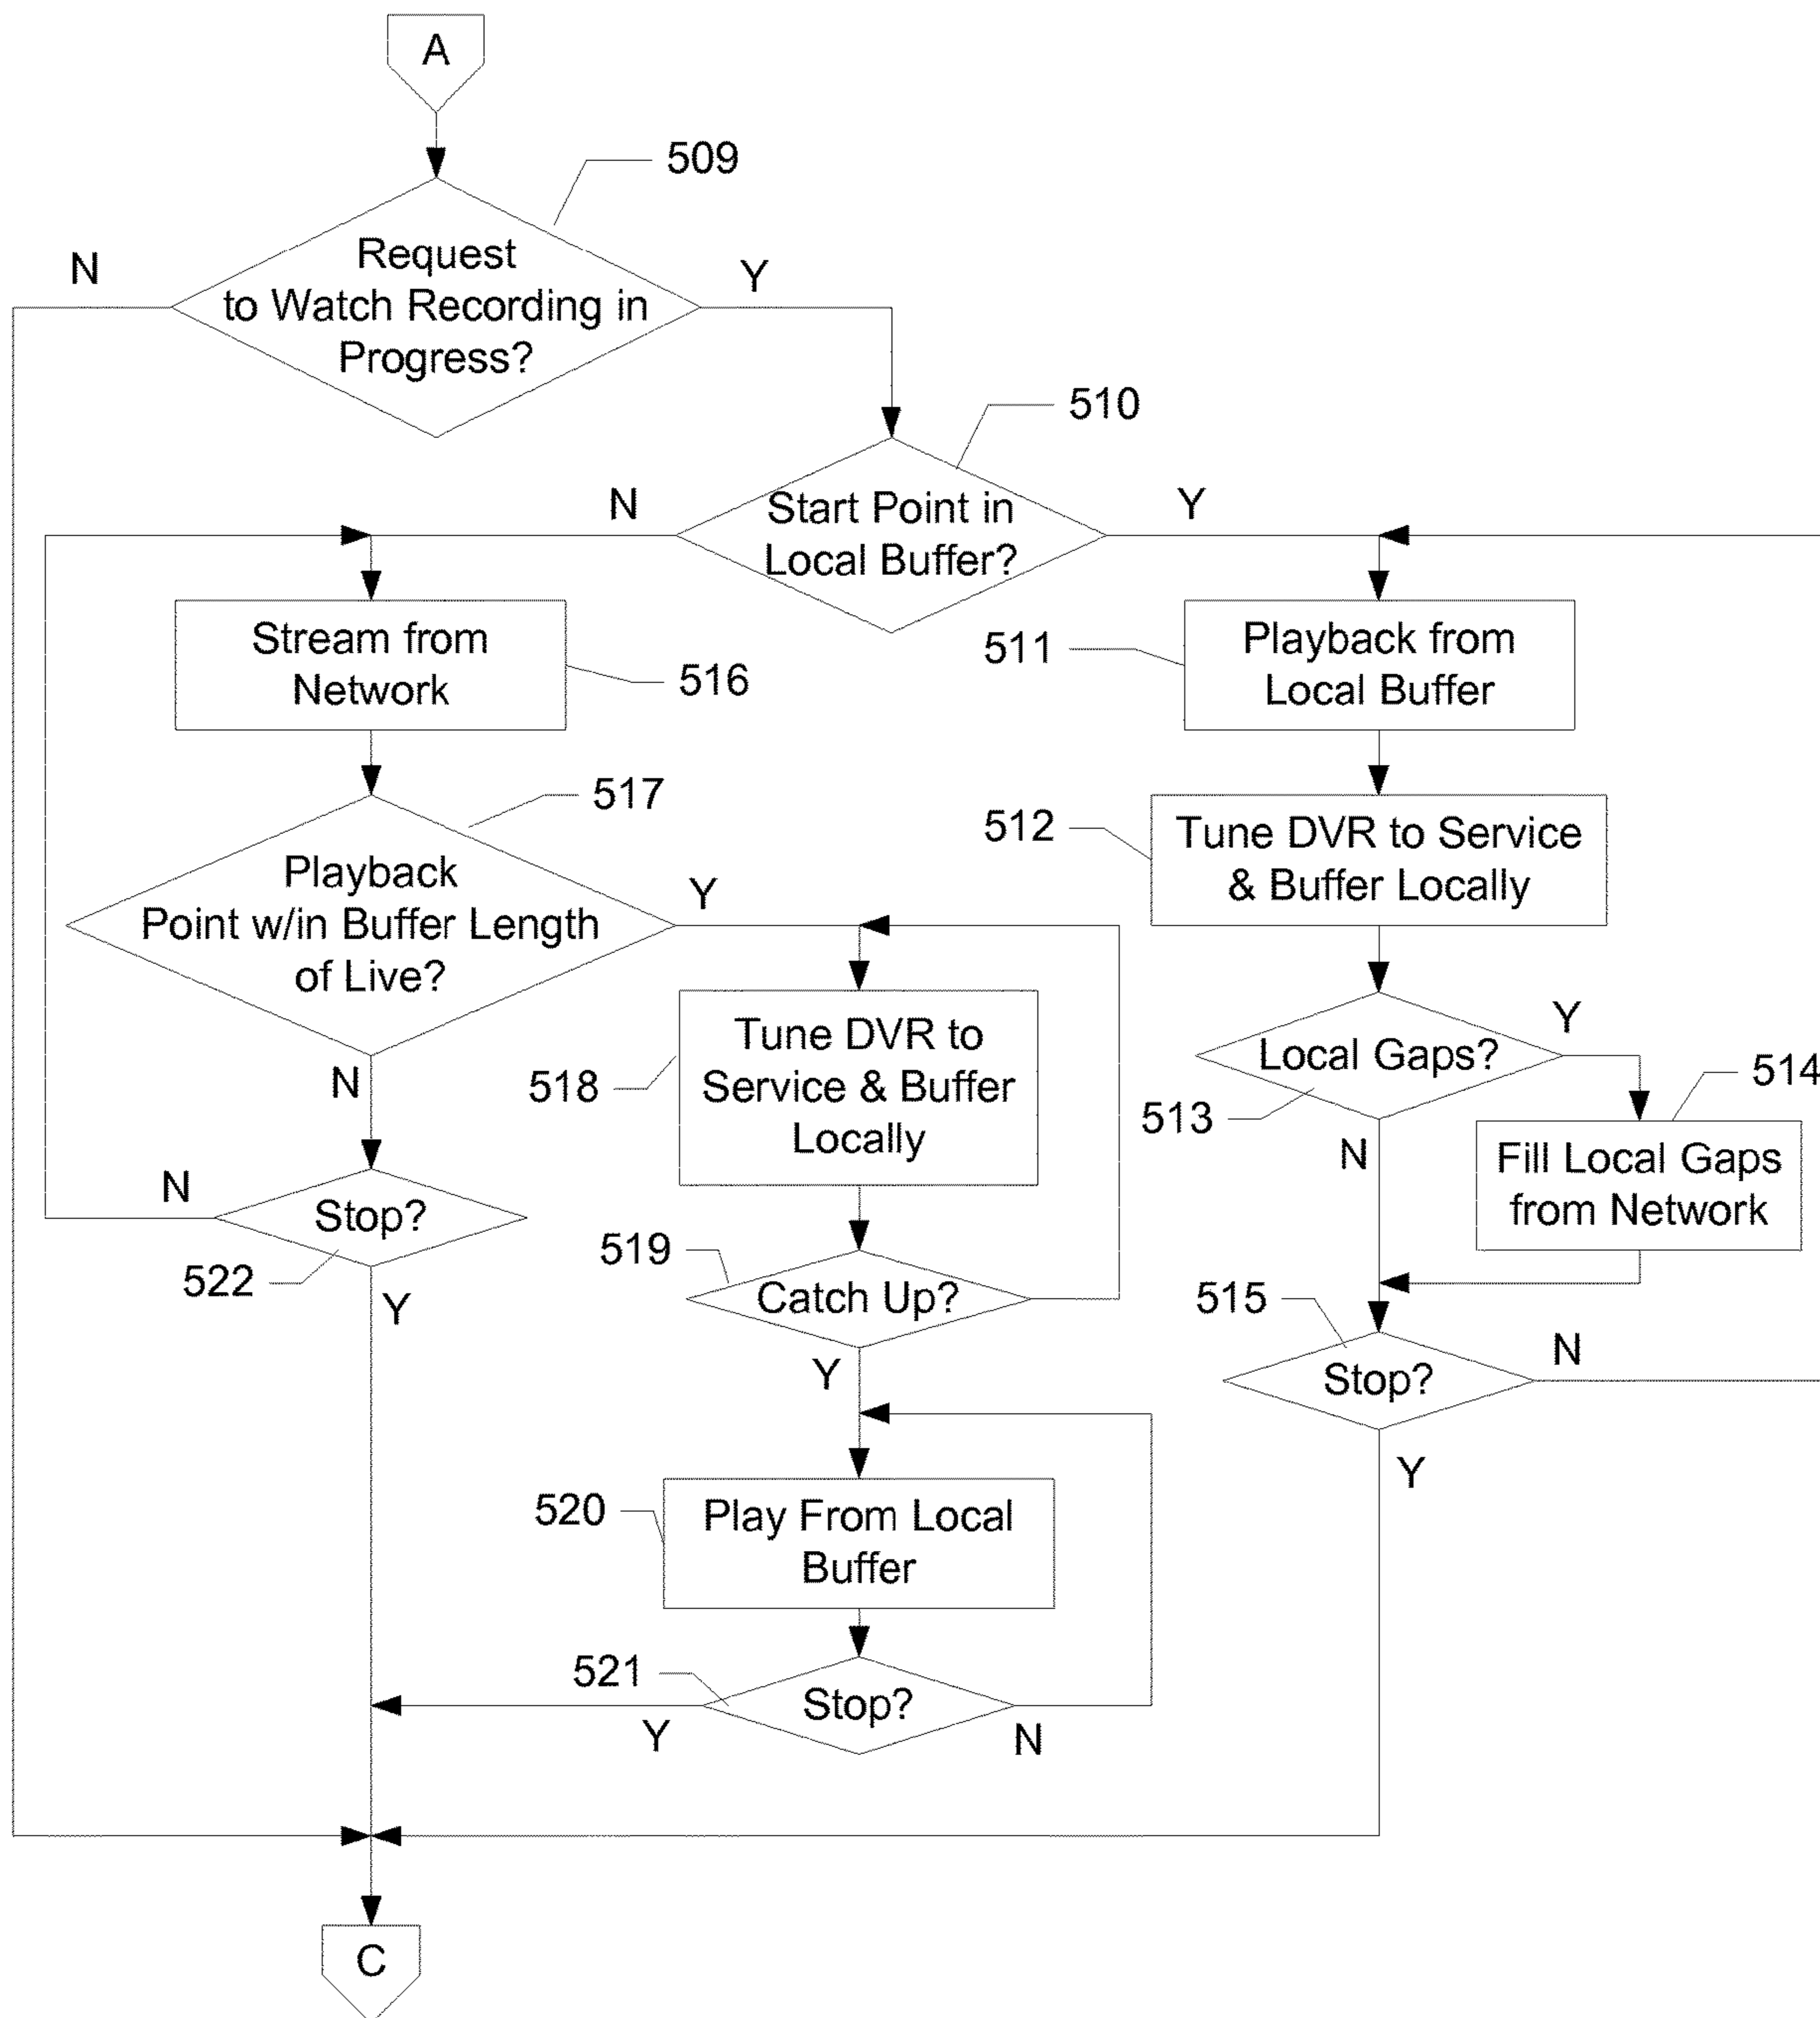 A
509
Request
to Watch Recording in
Progress?
N
Y
510
Start Point in
Local Buffer?
N
Y
Stream from
Network
516
511
Playback from
Local Buffer
517
Playback
Point w/in Buffer Length
of Live?
Y
N
512
Tune DVR to Service
& Buffer Locally
518
Tune DVR to
Service & Buffer
Locally
Local Gaps?
513
Y
N
514
Fill Local Gaps
from Network
N
Stop?
522
Y
519
Catch Up?
Y
515
Stop?
N
Y
520
Play From Local
Buffer
521
Stop?
Y
N
C